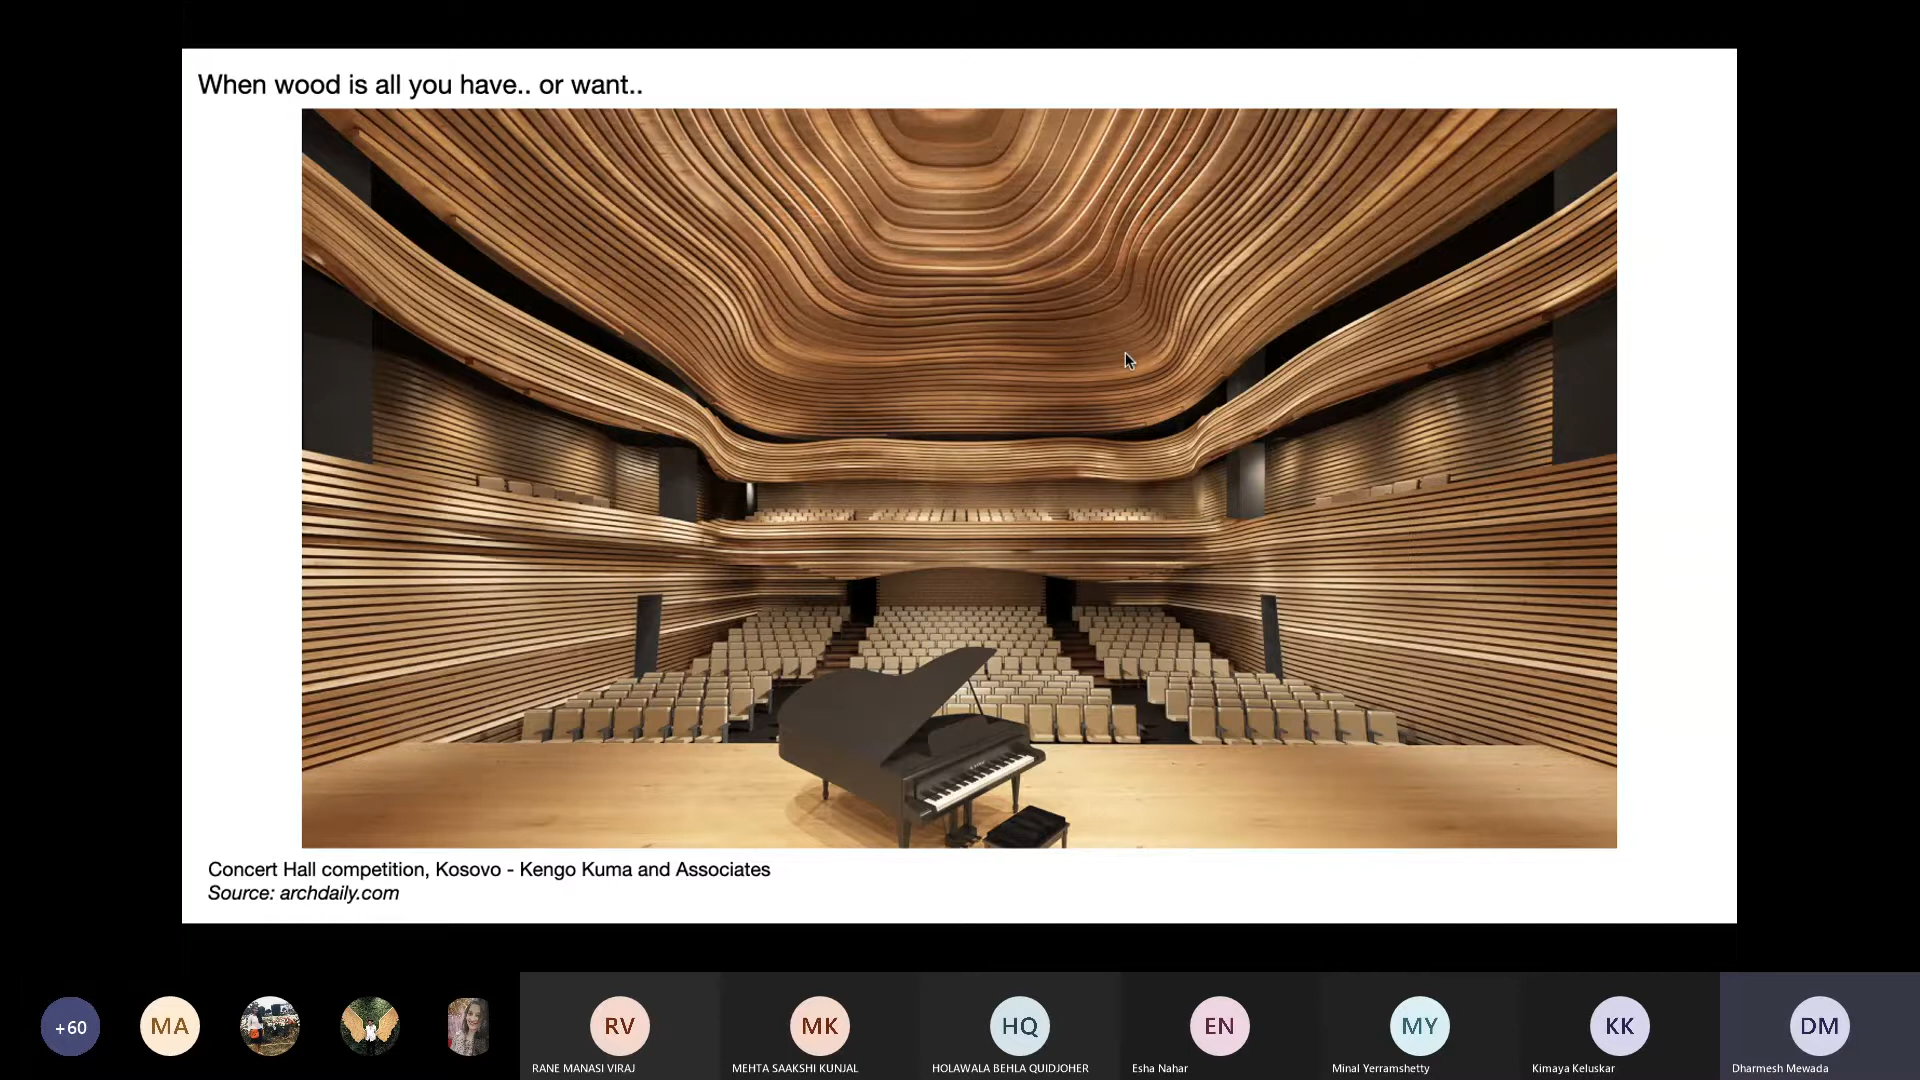 When wood is all you have.. or want..
Concert Hall competition, Kosovo - Kengo Kuma and Associates
Source: archdaily.com
+60
MA
RV
MK
HQ
EN
MY
KK
DM
RANE MANASI VIRAJ
MEHTA SAAKSHI KUNJAL
HOLAWALA BEHLA QUIDJOHER
Esha Nahar
Minal Yerramshetty
Kimaya Keluskar
Dharmesh Mewada